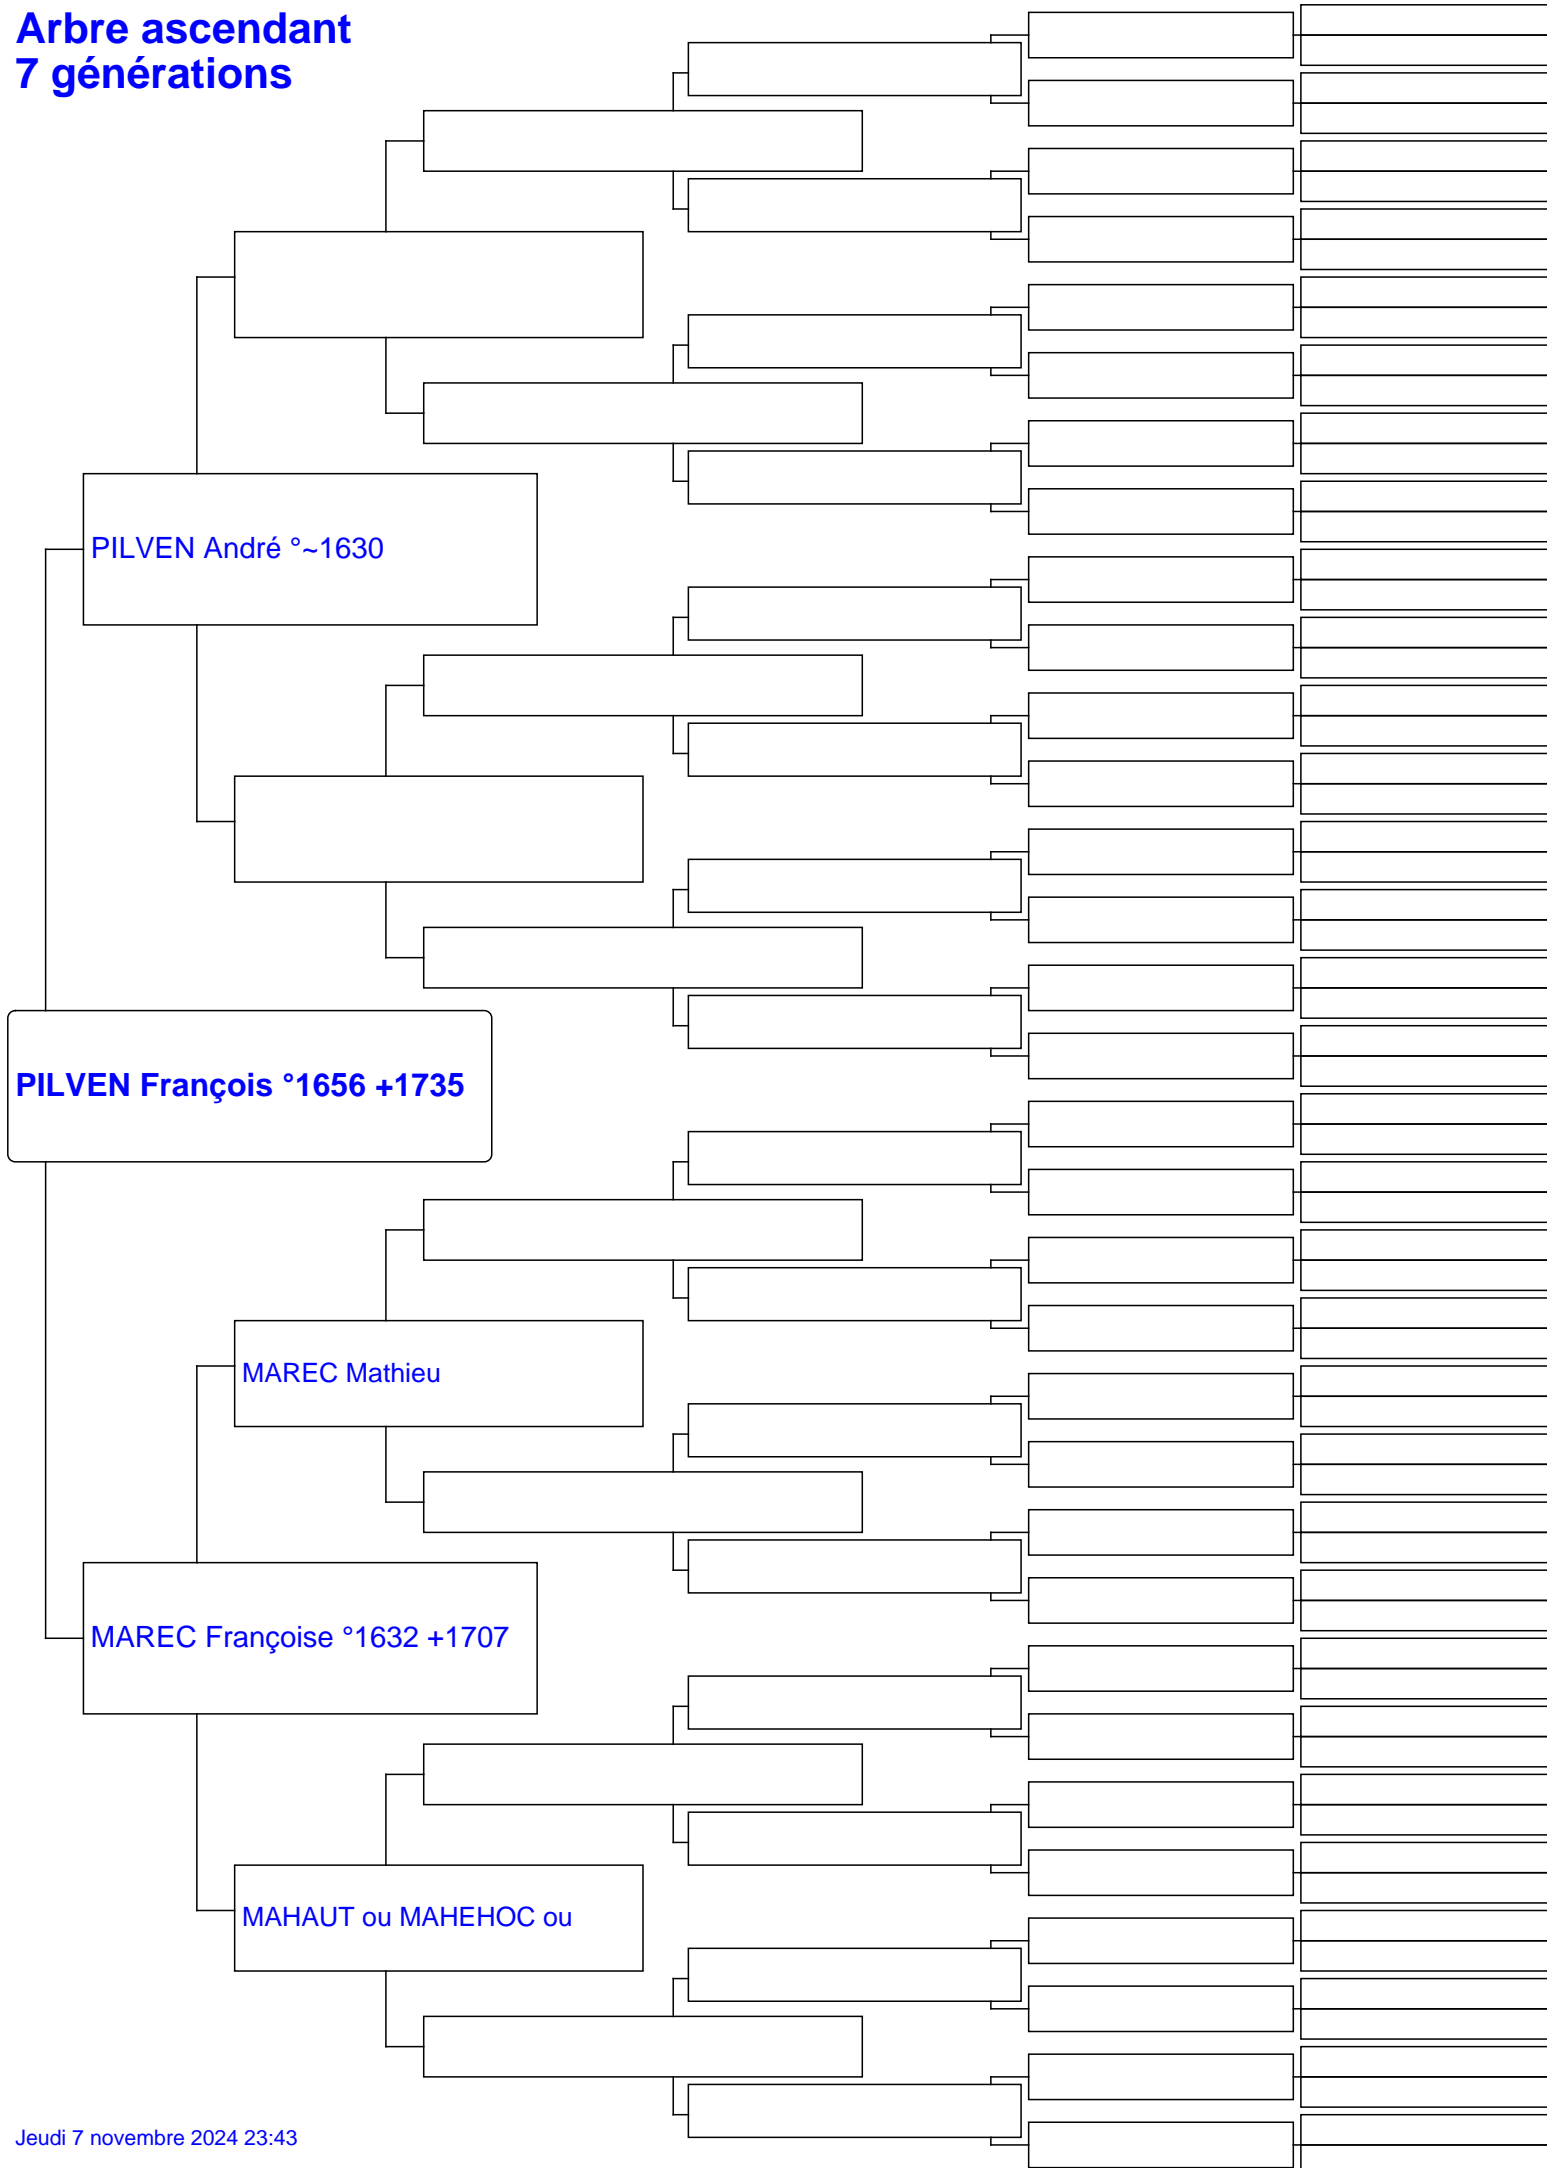 Arbre ascendant
7 générations
PILVEN André °~1630
PILVEN François °1656 +1735
MAREC Mathieu
MAREC Françoise °1632 +1707
MAHAUT ou MAHEHOC ou
Jeudi 7 novembre 2024 23:43